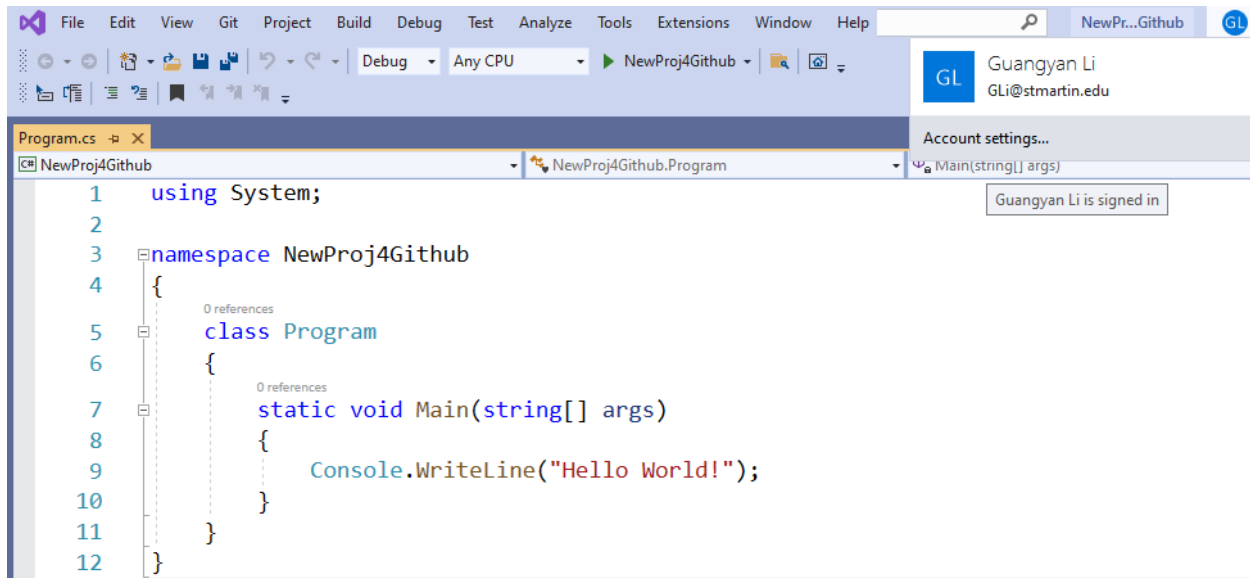 File Edit View Git Project Build Debug Test Analyze Tools Extensions Window Help NewPr...Github GL
Debug Any CPU NewProj4Github
GL Guangyan Li
GLi@stmartin.edu
Account settings...
Program.cs
C# NewProj4Github NewProj4Github.Program Main(string[] args)
Guangyan Li is signed in
1 using System;
2
3 namespace NewProj4Github
4 {
0 references
5 class Program
6 {
0 references
7 static void Main(string[] args)
8 {
9 Console.WriteLine("Hello World!");
10 }
11 }
12 }